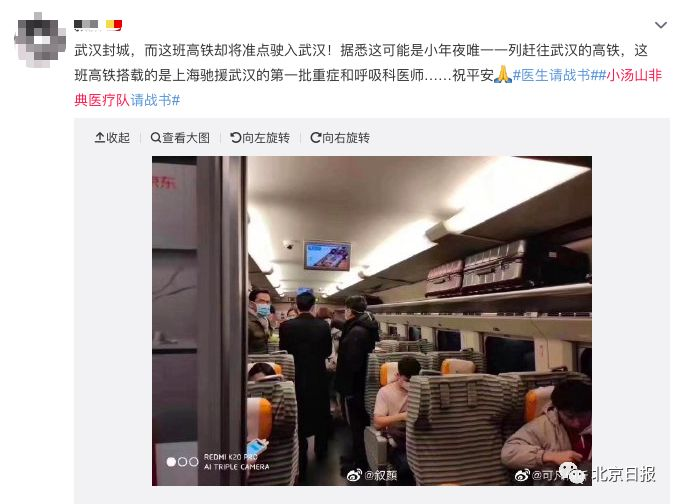 武汉封城，而这班高铁却将准点驶入武汉！据悉这可能是小年夜唯一一列赶往武汉的高铁，这
班高铁搭载的是上海驰援武汉的第一批重症和呼吸科医师……祝平安🙏#医生请战书##小汤山非
典医疗队请战书#
收起 查看大图 向左旋转 向右旋转
京东
REDMI K20 PRO
AI TRIPLE CAMERA
@叙顏
北京日报